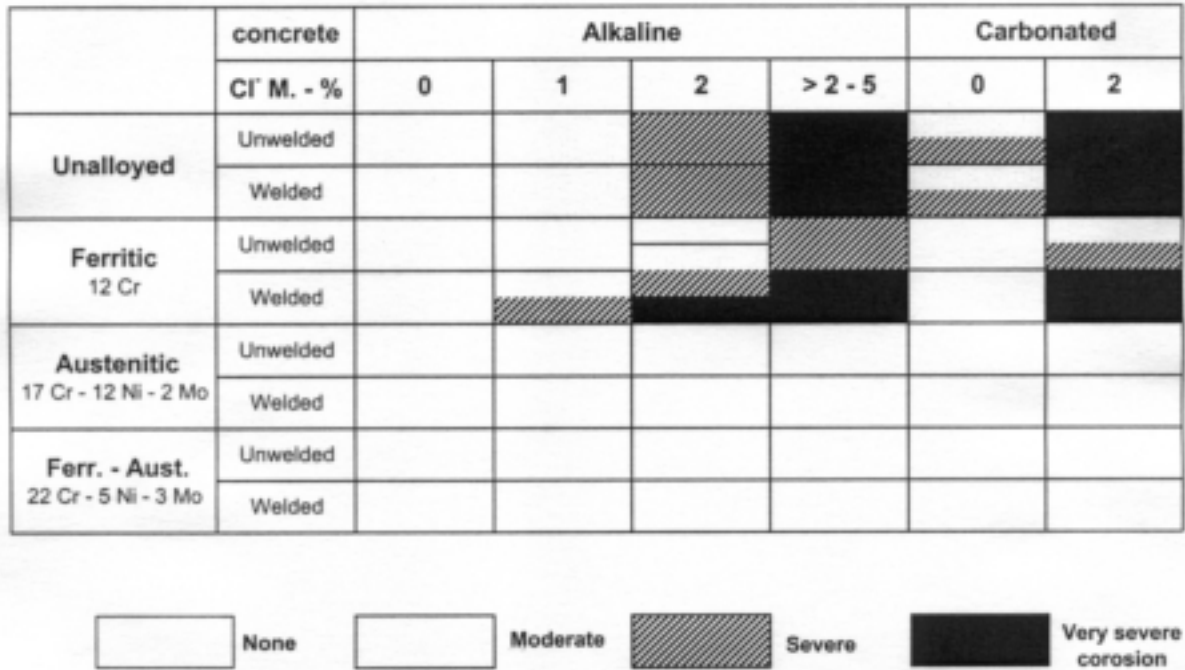 concrete Alkaline Carbonated
Cl⁻ M. - % 0 1 2 > 2 - 5 0 2
Unalloyed
Unwelded
Welded
Ferritic
12 Cr
Unwelded
Welded
Austenitic
17 Cr - 12 Ni - 2 Mo
Unwelded
Welded
Ferr. - Aust.
22 Cr - 5 Ni - 3 Mo
Unwelded
Welded
None Moderate Severe Very severe
corosion